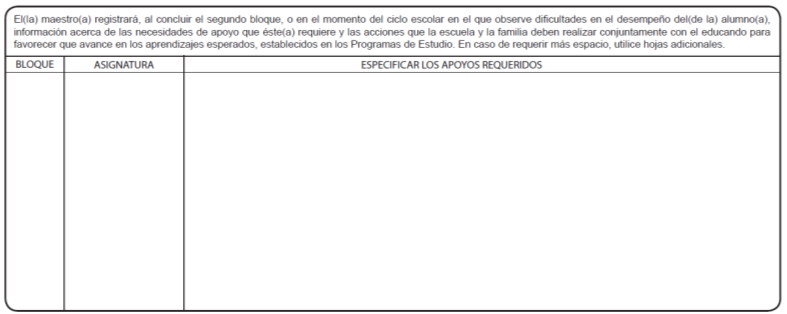 El(la) maestro(a) registrará, al concluir el segundo bloque, o en el momento del ciclo escolar en el que observe dificultades en el desempeño del(de la) alumno(a),
información acerca de las necesidades de apoyo que éste(a) requiere y las acciones que la escuela y la familia deben realizar conjuntamente con el educando para
favorecer que avance en los aprendizajes esperados, establecidos en los Programas de Estudio. En caso de requerir más espacio, utilice hojas adicionales.
BLOQUE ASIGNATURA ESPECIFICAR LOS APOYOS REQUERIDOS